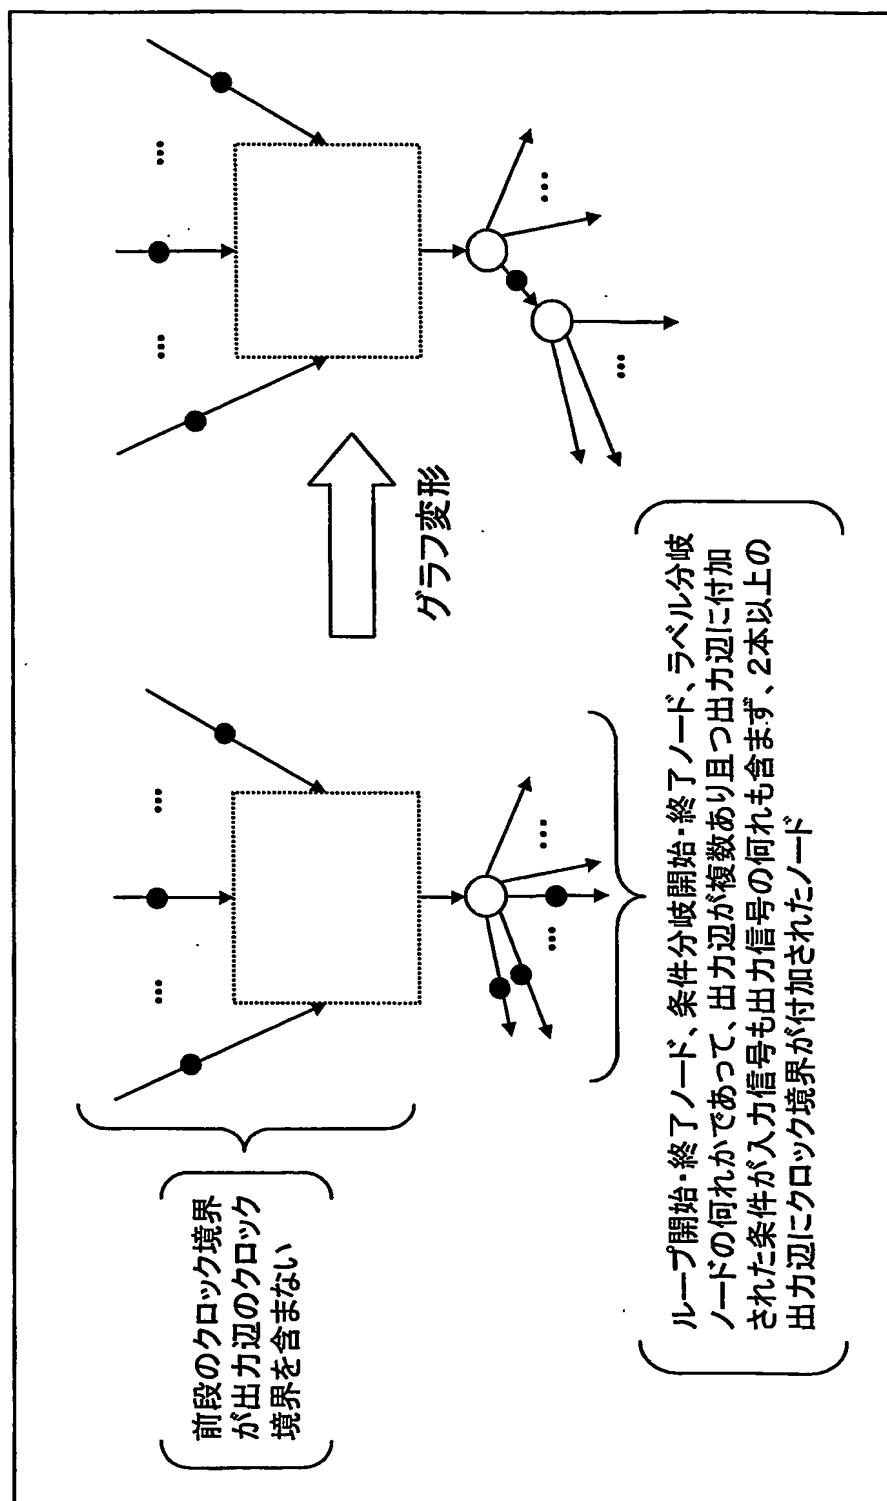 前段のクロック境界
が出力辺のクロック
境界を含まない
グラフ変形
ループ開始・終了ノード、条件分岐開始・終了ノード、ラベル分岐
ノードの何れかであって、出力辺が複数あり且つ出力辺に付加
された条件が入力信号も出力信号の何れも含まず、2本以上の
出力辺にクロック境界が付加されたノード